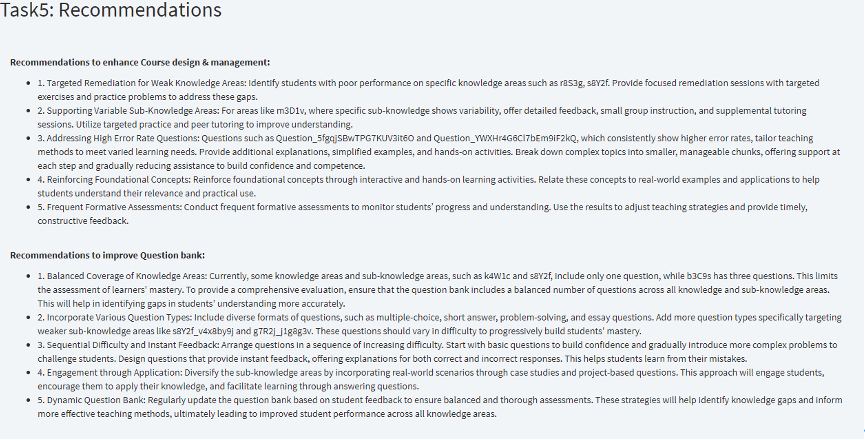 Task5: Recommendations
Recommendations to enhance Course design & management:
• 1. Targeted Remediation for Weak Knowledge Areas: Identify students with poor performance on specific knowledge areas such as r8S3g, s8Y2f. Provide focused remediation sessions with targeted
exercises and practice problems to address these gaps.
• 2. Supporting Variable Sub-Knowledge Areas: For areas like m3D1v, where specific sub-knowledge shows variability, offer detailed feedback, small group instruction, and supplemental tutoring
sessions. Utilize targeted practice and peer tutoring to improve understanding.
• 3. Addressing High Error Rate Questions: Questions such as Question_5fgqjSBwTPG7KUV3it6O and Question_YWXHr4G6Cl7bEm9iF2kQ, which consistently show higher error rates, tailor teaching
methods to meet varied learning needs. Provide additional explanations, simplified examples, and hands-on activities. Break down complex topics into smaller, manageable chunks, offering support at
each step and gradually reducing assistance to build confidence and competence.
• 4. Reinforcing Foundational Concepts: Reinforce foundational concepts through interactive and hands-on learning activities. Relate these concepts to real-world examples and applications to help
students understand their relevance and practical use.
• 5. Frequent Formative Assessments: Conduct frequent formative assessments to monitor students' progress and understanding. Use the results to adjust teaching strategies and provide timely,
constructive feedback.
Recommendations to improve Question bank:
• 1. Balanced Coverage of Knowledge Areas: Currently, some knowledge areas and sub-knowledge areas, such as k4W1c and s8Y2f, include only one question, while b3C9s has three questions. This limits
the assessment of learners' mastery. To provide a comprehensive evaluation, ensure that the question bank includes a balanced number of questions across all knowledge and sub-knowledge areas.
This will help in identifying gaps in students' understanding more accurately.
• 2. Incorporate Various Question Types: Include diverse formats of questions, such as multiple-choice, short answer, problem-solving, and essay questions. Add more question types specifically targeting
weaker sub-knowledge areas like s8Y2f_v4x8by9j and g7R2j_j1g8g3v. These questions should vary in difficulty to progressively build students' mastery.
• 3. Sequential Difficulty and Instant Feedback: Arrange questions in a sequence of increasing difficulty. Start with basic questions to build confidence and gradually introduce more complex problems to
challenge students. Design questions that provide instant feedback, offering explanations for both correct and incorrect responses. This helps students learn from their mistakes.
• 4. Engagement through Application: Diversify the sub-knowledge areas by incorporating real-world scenarios through case studies and project-based questions. This approach will engage students,
encourage them to apply their knowledge, and facilitate learning through answering questions.
• 5. Dynamic Question Bank: Regularly update the question bank based on student feedback to ensure balanced and thorough assessments. These strategies will help identify knowledge gaps and inform
more effective teaching methods, ultimately leading to improved student performance across all knowledge areas.